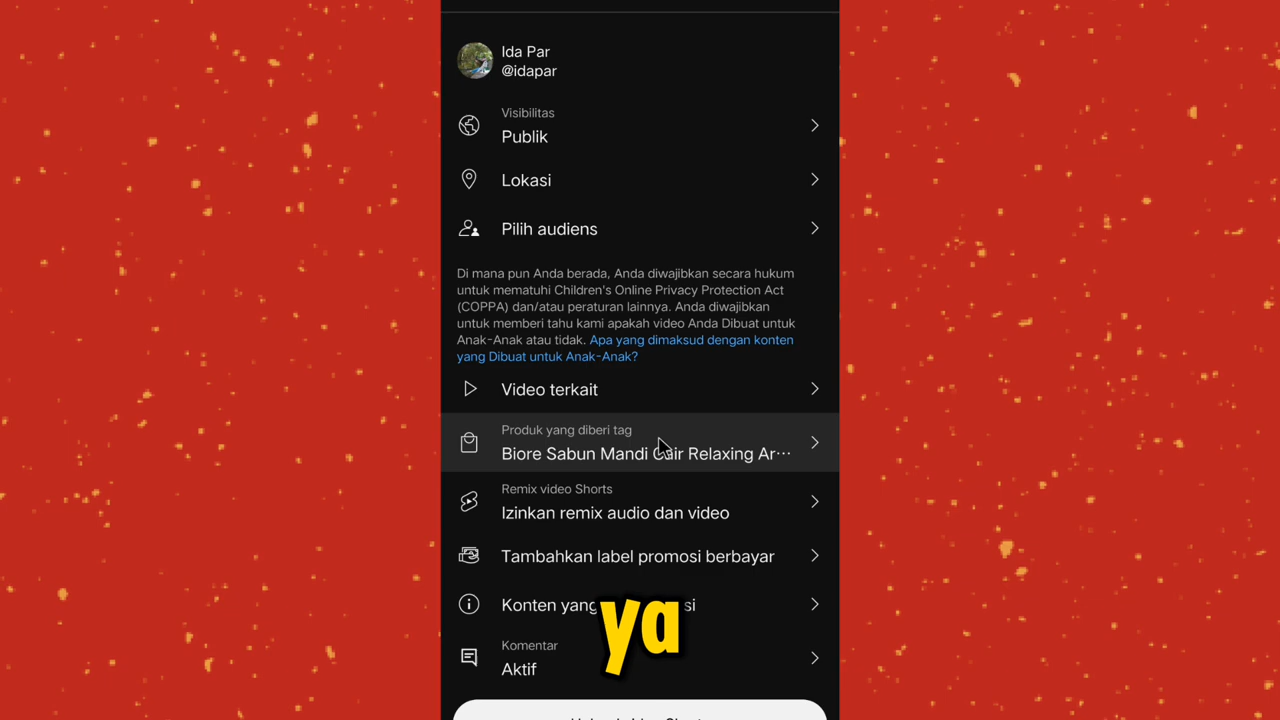 Ida Par
@idapar
Visibilitas
Publik
Lokasi
Pilih audiens
Di mana pun Anda berada, Anda diwajibkan secara hukum
untuk mematuhi Children's Online Privacy Protection Act
(COPPA) dan/atau peraturan lainnya. Anda diwajibkan
untuk memberi tahu kami apakah video Anda Dibuat untuk
Anak-Anak atau tidak. Apa yang dimaksud dengan konten
yang Dibuat untuk Anak-Anak?
Video terkait
Produk yang diberi tag
Biore Sabun Mandi Cair Relaxing Ar...
Remix video Shorts
Izinkan remix audio dan video
Tambahkan label promosi berbayar
Konten yang
ya
Komentar
Aktif